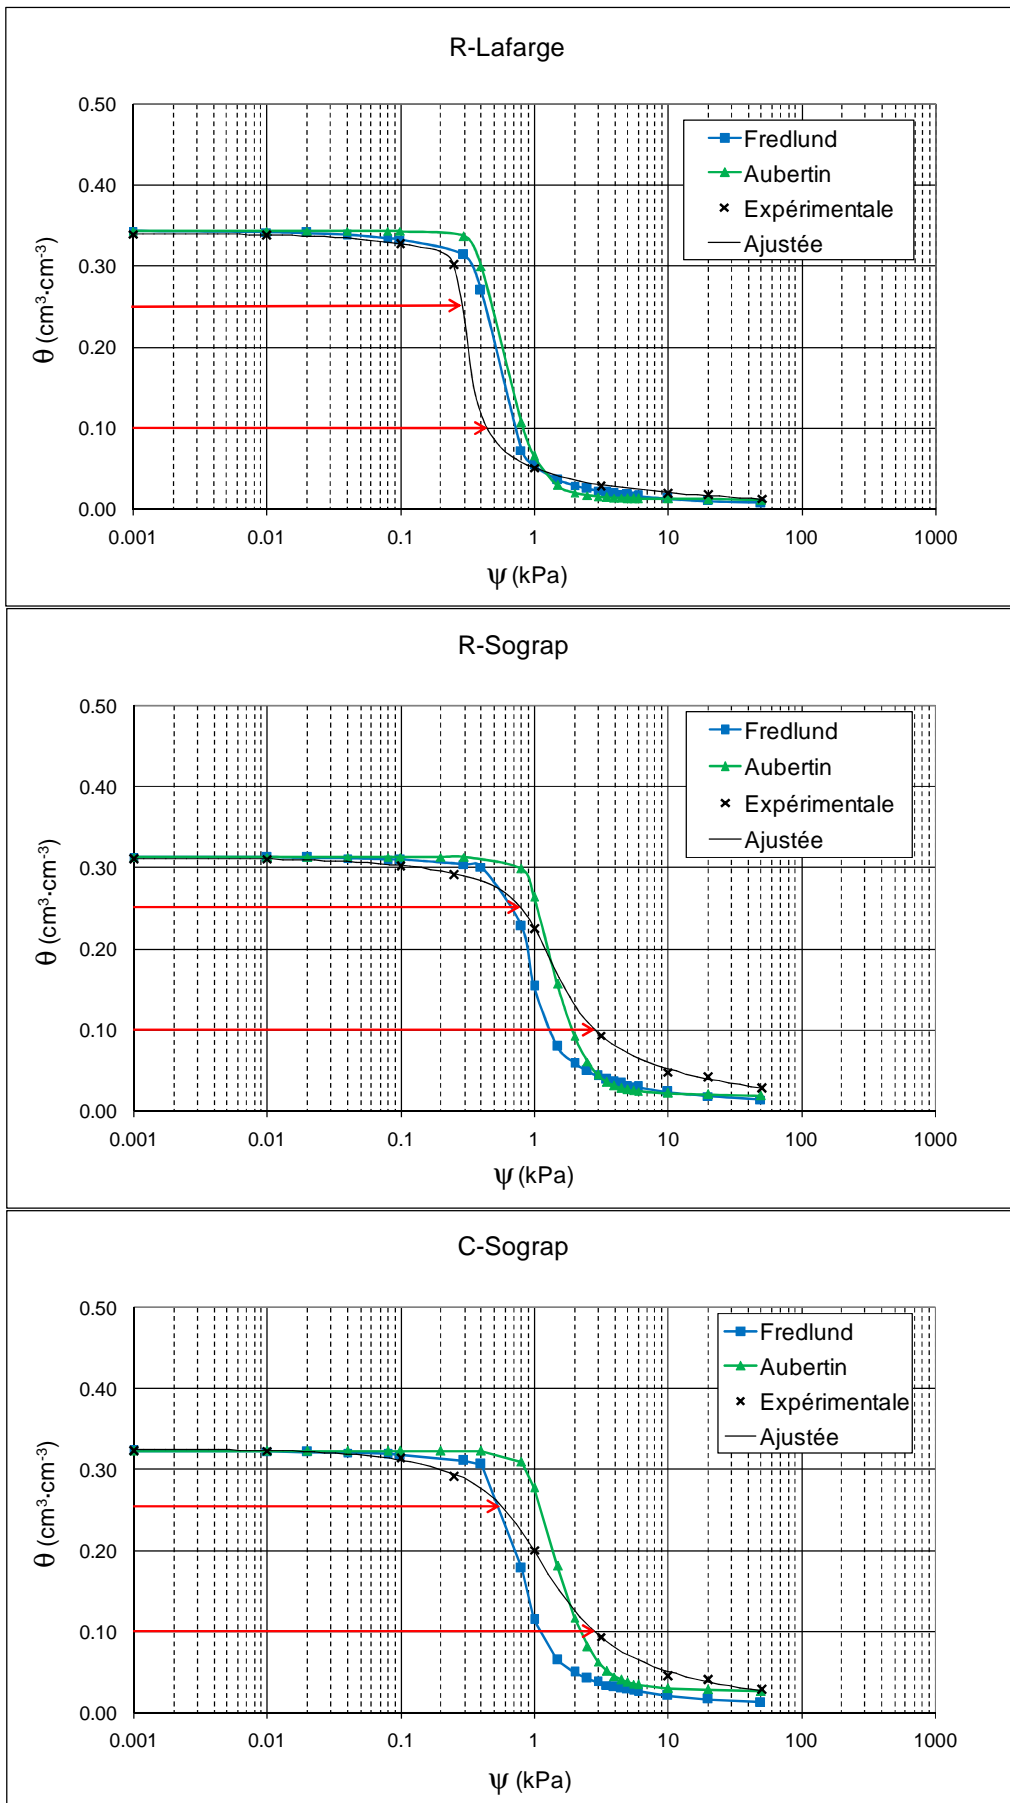 R-Lafarge
0.50
0.40
0.30
0.20
0.10
0.00
θ (cm³·cm⁻³)
Fredlund
Aubertin
Expérimentale
Ajustée
0.001 0.01 0.1 1 10 100 1000
ψ (kPa)
R-Sograp
0.50
0.40
0.30
0.20
0.10
0.00
θ (cm³·cm⁻³)
Fredlund
Aubertin
Expérimentale
Ajustée
0.001 0.01 0.1 1 10 100 1000
ψ (kPa)
C-Sograp
0.50
0.40
0.30
0.20
0.10
0.00
θ (cm³·cm⁻³)
Fredlund
Aubertin
Expérimentale
Ajustée
0.001 0.01 0.1 1 10 100 1000
ψ (kPa)